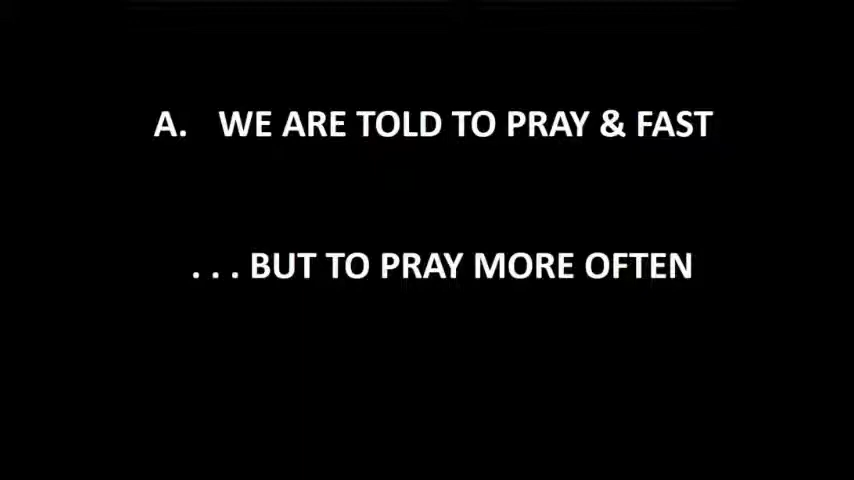 A. WE ARE TOLD TO PRAY & FAST
. . . BUT TO PRAY MORE OFTEN